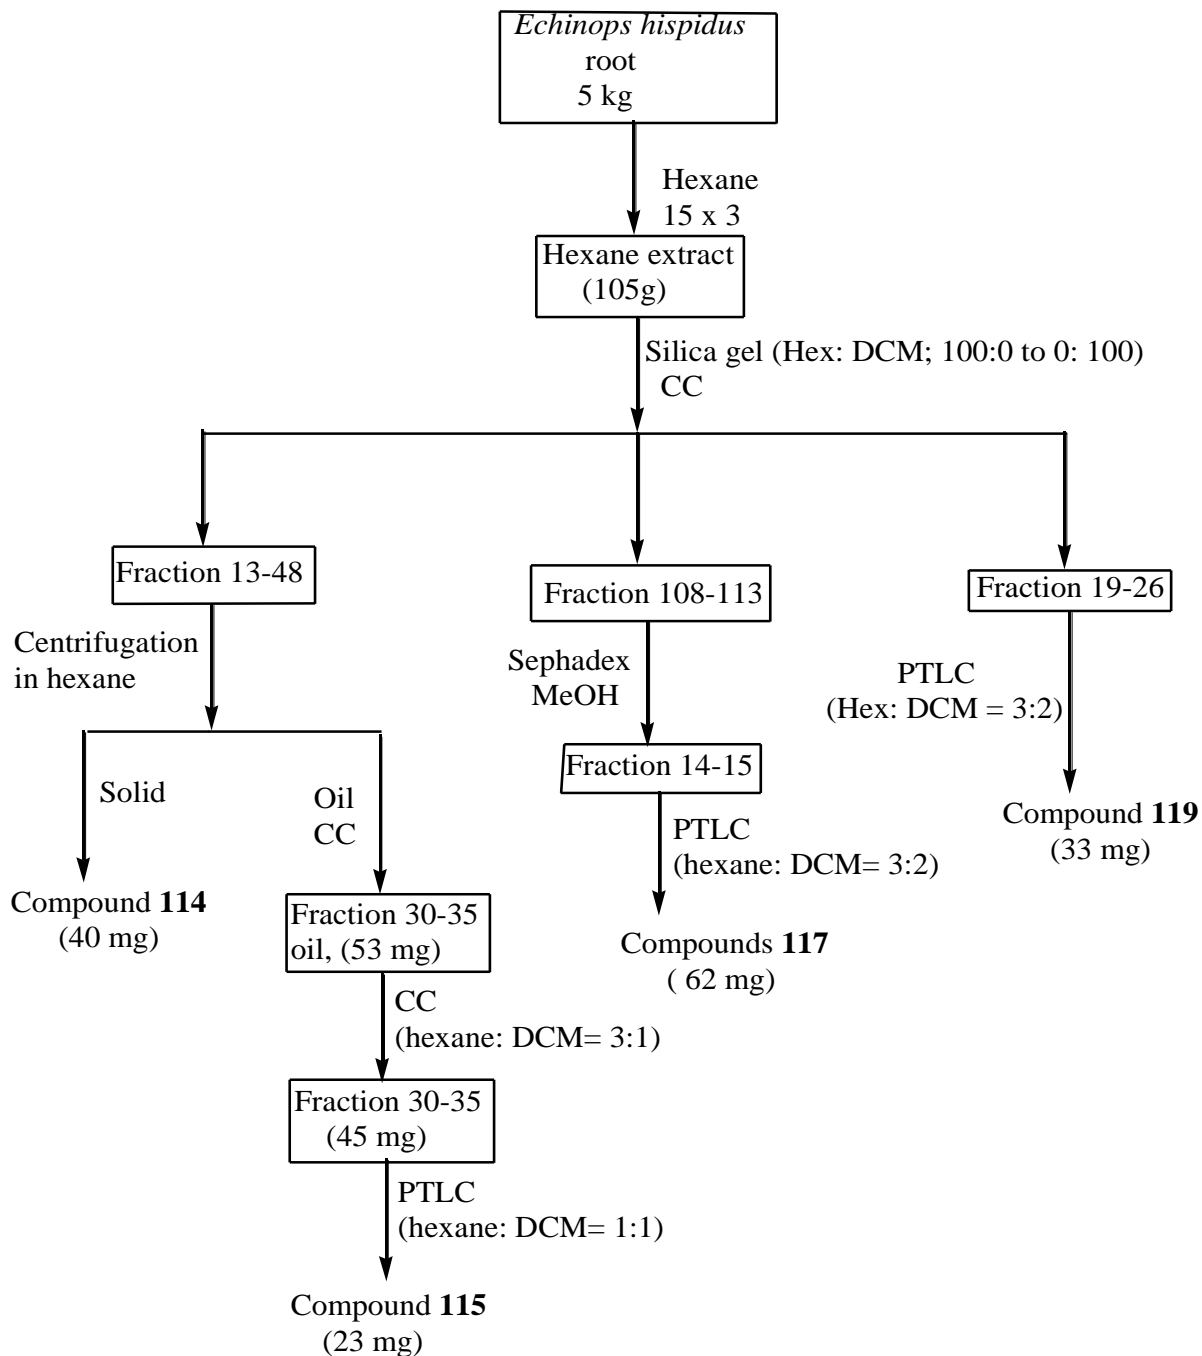 Echinops hispidus
root
5 kg
Hexane
15 x 3
Hexane extract
(105g)
Silica gel (Hex: DCM; 100:0 to 0: 100)
CC
Fraction 13-48
Fraction 108-113
Fraction 19-26
Centrifugation
in hexane
Sephadex
MeOH
PTLC
(Hex: DCM = 3:2)
Solid
Oil
CC
Fraction 14-15
PTLC
(hexane: DCM= 3:2)
Compound 119
(33 mg)
Compound 114
(40 mg)
Fraction 30-35
oil, (53 mg)
Compounds 117
( 62 mg)
CC
(hexane: DCM= 3:1)
Fraction 30-35
(45 mg)
PTLC
(hexane: DCM= 1:1)
Compound 115
(23 mg)